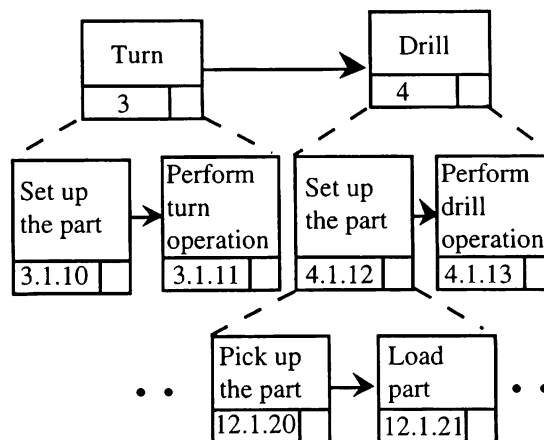 Turn
3
Drill
4
Set up
the part
3.1.10
Perform
turn
operation
3.1.11
Set up
the part
4.1.12
Perform
drill
operation
4.1.13
Pick up
the part
12.1.20
Load
part
12.1.21